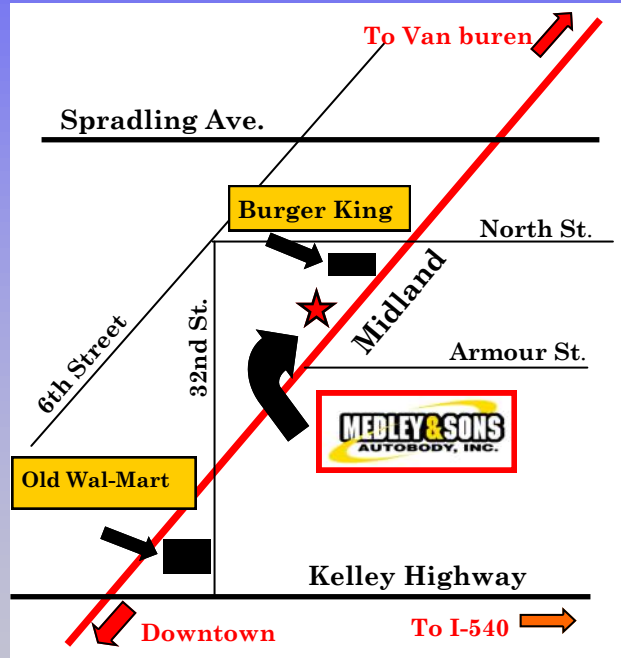 To Van buren
Spradling Ave.
Burger King
North St.
Midland
32nd St.
6th Street
Armour St.
MEDLEY&SONS
AUTOBODY, INC.
Old Wal-Mart
Kelley Highway
Downtown
To I-540